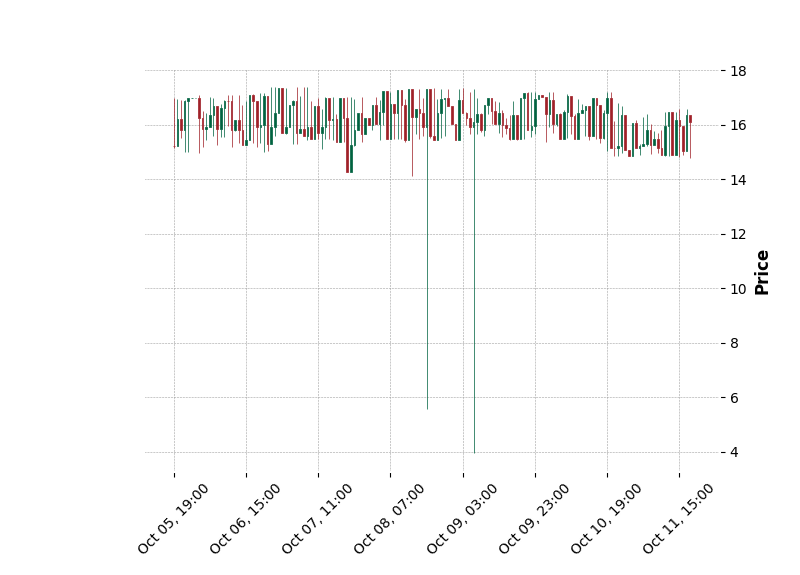 18
16
14
12
10
8
6
4
Price
Oct 05, 19:00
Oct 06, 15:00
Oct 07, 11:00
Oct 08, 07:00
Oct 09, 03:00
Oct 09, 23:00
Oct 10, 19:00
Oct 11, 15:00